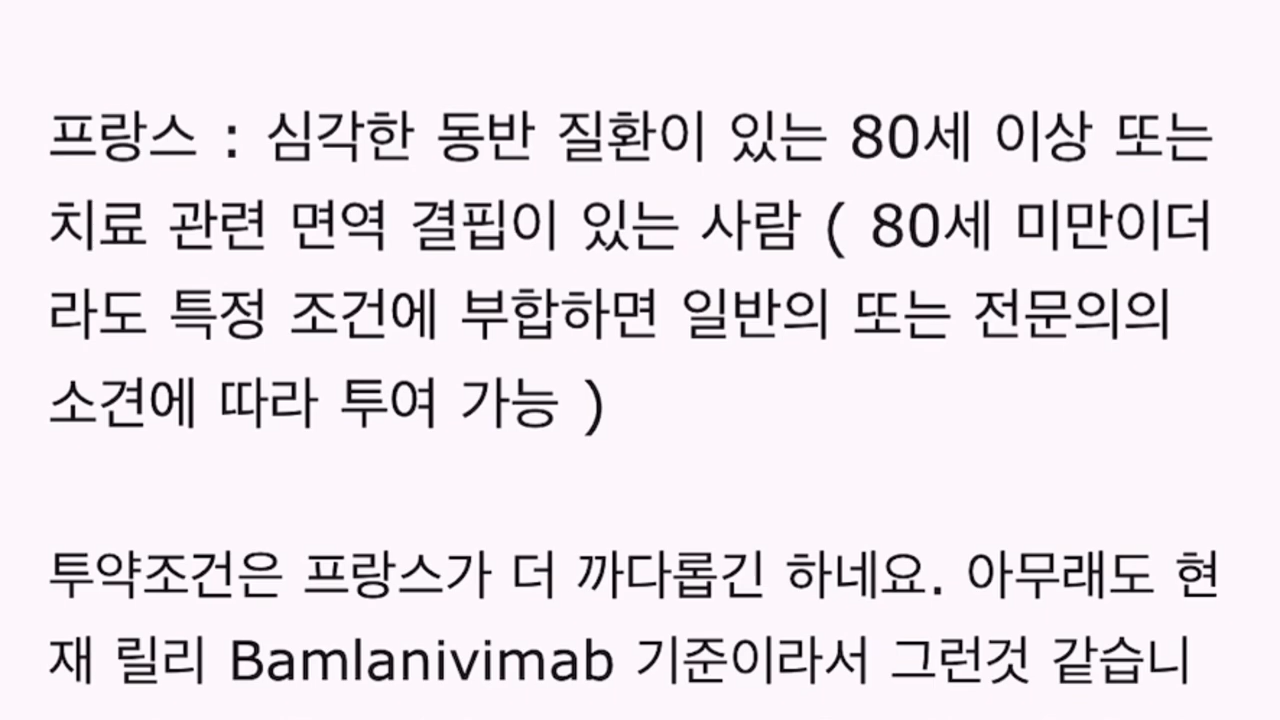 프랑스 : 심각한 동반 질환이 있는 80세 이상 또는
치료 관련 면역 결핍이 있는 사람 ( 80세 미만이더
라도 특정 조건에 부합하면 일반의 또는 전문의의
소견에 따라 투여 가능 )
투약조건은 프랑스가 더 까다롭긴 하네요. 아무래도 현
재 릴리 Bamlanivimab 기준이라서 그런것 같습니